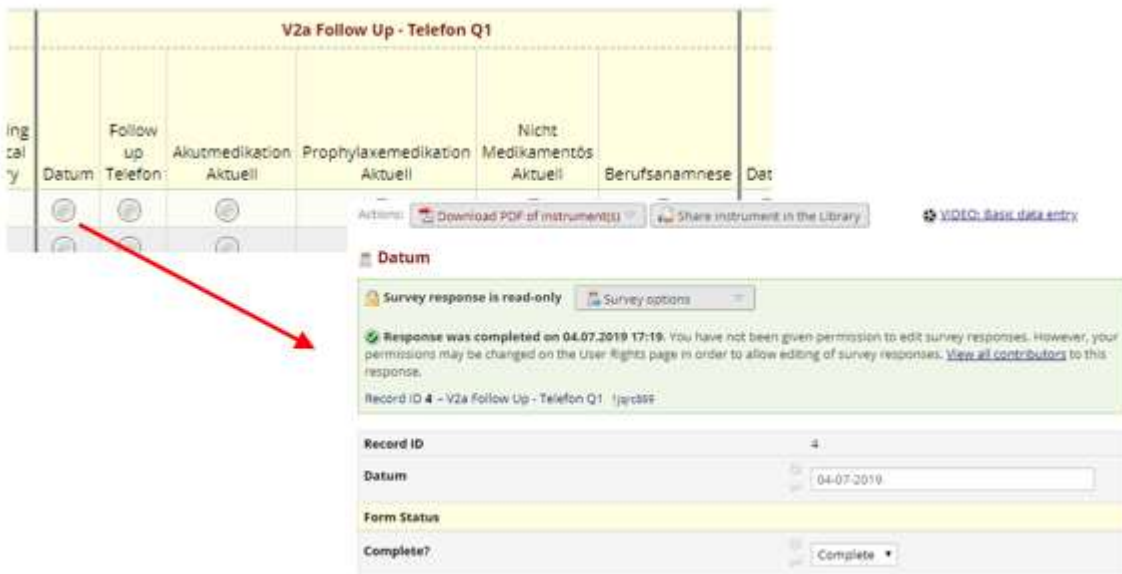 V2a Follow Up - Telefon Q1
Datum
Follow
up
Telefon
Akutmedikation
Aktuell
Prophylaxemedikation
Aktuell
Nicht
Medikamentös
Aktuell
Berufsanamnese
Actions:
Download PDF of instrument(s)
Share instrument in the Library
VIDEO: Basic data entry
Datum
Survey response is read-only
Survey options
Response was completed on 04.07.2019 17:19. You have not been given permission to edit survey responses. However, your
permissions may be changed on the User Rights page in order to allow editing of survey responses. View all contributors to this
response.
Record ID 4 – V2a Follow Up - Telefon Q1
Record ID
4
Datum
04-07-2019
Form Status
Complete?
Complete